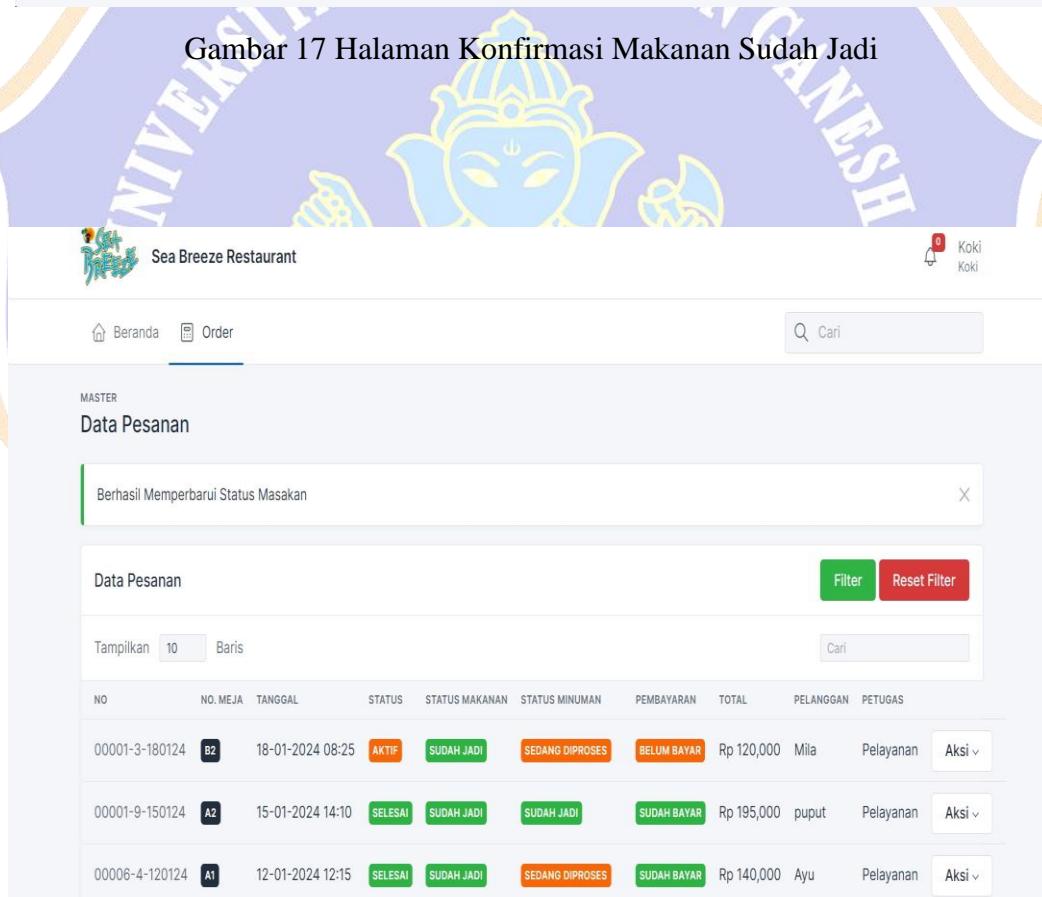 Gambar 17 Halaman Konfirmasi Makanan Sudah Jadi
SEA BREEZE
Sea Breeze Restaurant
0
Koki
Koki
Beranda Order Cari
MASTER
Data Pesanan
Berhasil Memperbarui Status Masakan X
Data Pesanan Filter Reset Filter
Tampilkan 10 Baris Cari
NO NO. MEJA TANGGAL STATUS STATUS MAKANAN STATUS MINUMAN PEMBAYARAN TOTAL PELANGGAN PETUGAS
00001-3-180124 B2 18-01-2024 08:25 AKTIF SUDAH JADI SEDANG DIPROSES BELUM BAYAR Rp 120,000 Mila Pelayanan Aksi
00001-9-150124 A2 15-01-2024 14:10 SELESAI SUDAH JADI SUDAH JADI SUDAH BAYAR Rp 195,000 puput Pelayanan Aksi
00006-4-120124 A1 12-01-2024 12:15 SELESAI SUDAH JADI SEDANG DIPROSES SUDAH BAYAR Rp 140,000 Ayu Pelayanan Aksi